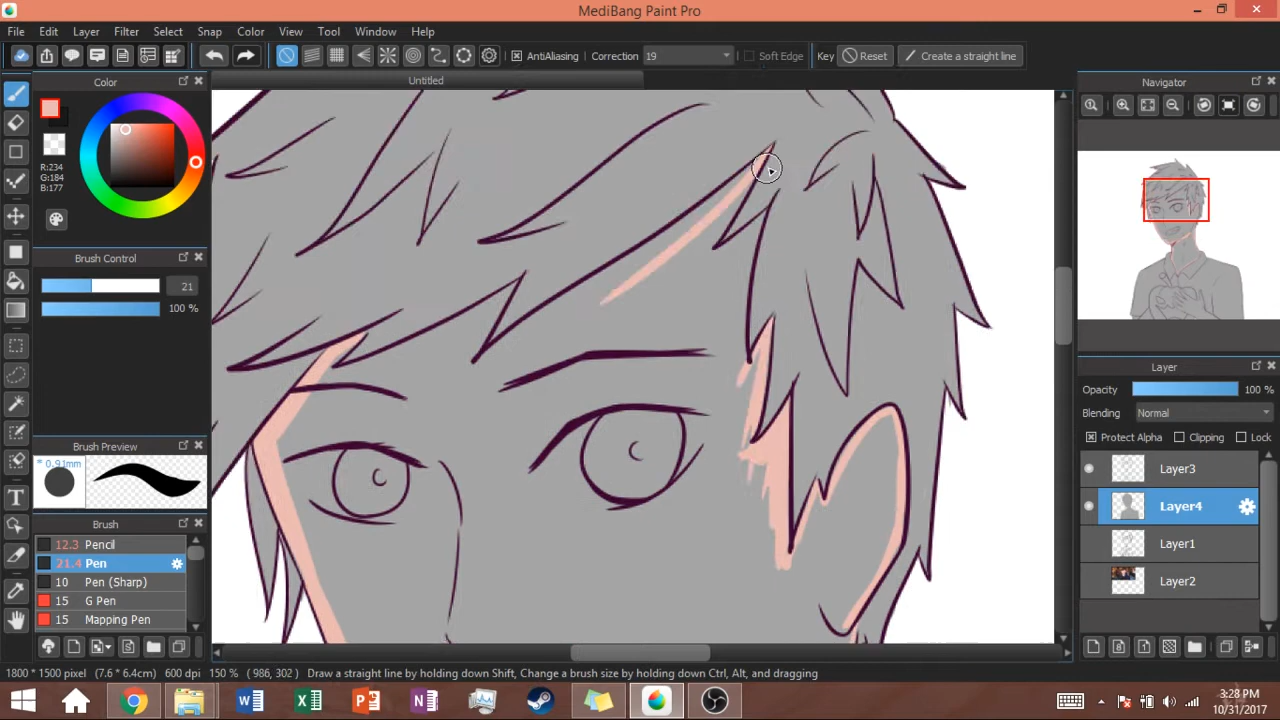 MediBang Paint Pro
File Edit Layer Filter Select Snap Color View Tool Window Help
AntiAliasing Correction 19 Soft Edge Key Reset Create a straight line
Untitled
Color
R:234
G:184
B:177
Brush Control
21
100 %
Brush Preview
* 0.91mm
Brush
12.3 Pencil
21.4 Pen
10 Pen (Sharp)
15 G Pen
15 Mapping Pen
Navigator
Layer
Opacity 100 %
Blending Normal
Protect Alpha Clipping Lock
Layer3
Layer4
Layer1
Layer2
1800 * 1500 pixel (7.6 * 6.4cm) 600 dpi 150 % ( 986, 302 ) Draw a straight line by holding down Shift, Change a brush size by holding down Ctrl, Alt, and dragging
3:28 PM
10/31/2017